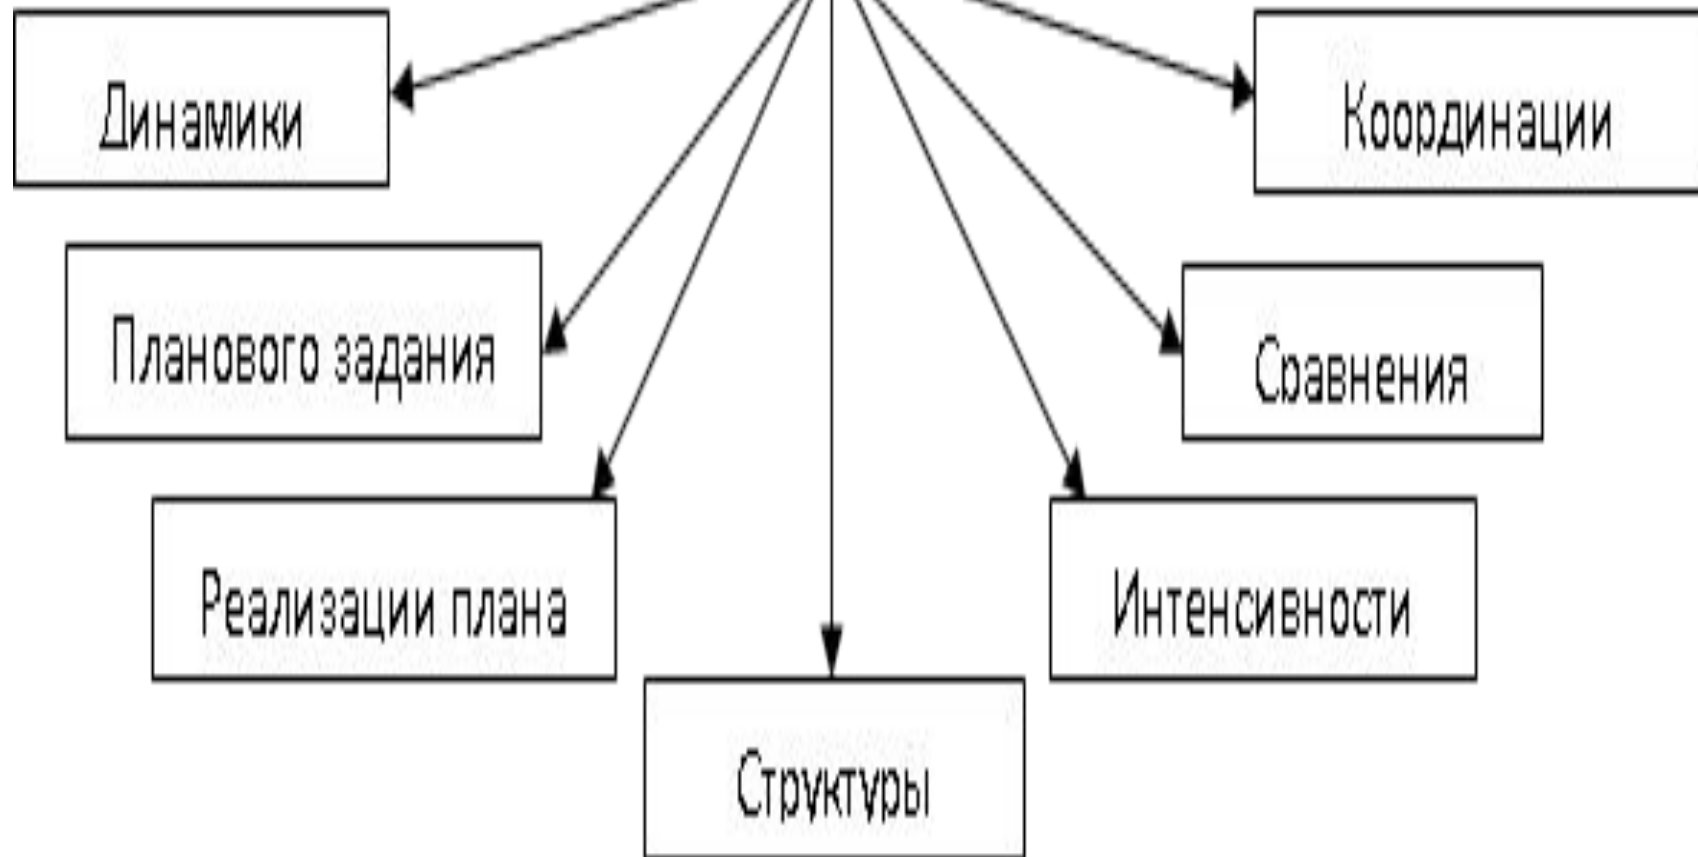 Динамики
Координации
Планового задания
Сравнения
Реализации плана
Интенсивности
Структуры